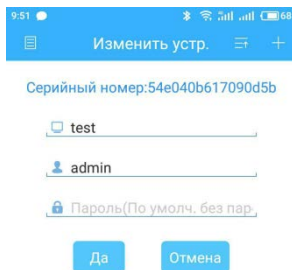 9:51 68
Изменить устр.
Серийный номер:54e040b617090d5b
test
admin
Пароль(По умолч. без пар
Да Отмена